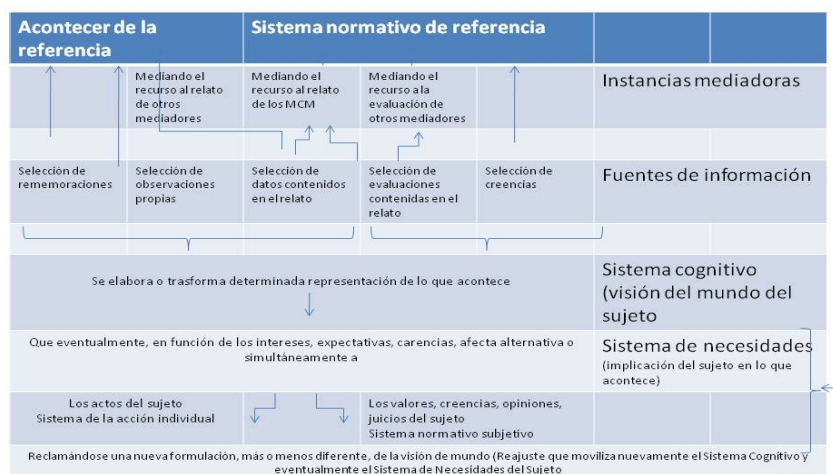 Acontecer de la
referencia
Sistema normativo de referencia
Mediando el
recurso al relato
de otros
mediadores
Mediando el
recurso al relato
de los MCM
Mediando el
recurso a la
evaluación de
otros mediadores
Instancias mediadoras
Selección de
rememoraciones
Selección de
observaciones
propias
Selección de
datos contenidos
en el relato
Selección de
evaluaciones
contenidas en el
relato
Selección de
creencias
Fuentes de información
Se elabora o trasforma determinada representación de lo que acontece
Sistema cognitivo
(visión del mundo del
sujeto
Que eventualmente, en función de los intereses, expectativas, carencias, afecta alternativa o
simultáneamente a
Sistema de necesidades
(implicación del sujeto en lo que
acontece)
Los actos del sujeto
Sistema de la acción individual
Los valores, creencias, opiniones,
juicios del sujeto
Sistema normativo subjetivo
Reclamándose una nueva formulación, más o menos diferente, de la visión de mundo (Reajuste que moviliza nuevamente el Sistema Cognitivo y
eventualmente el Sistema de Necesidades del Sujeto